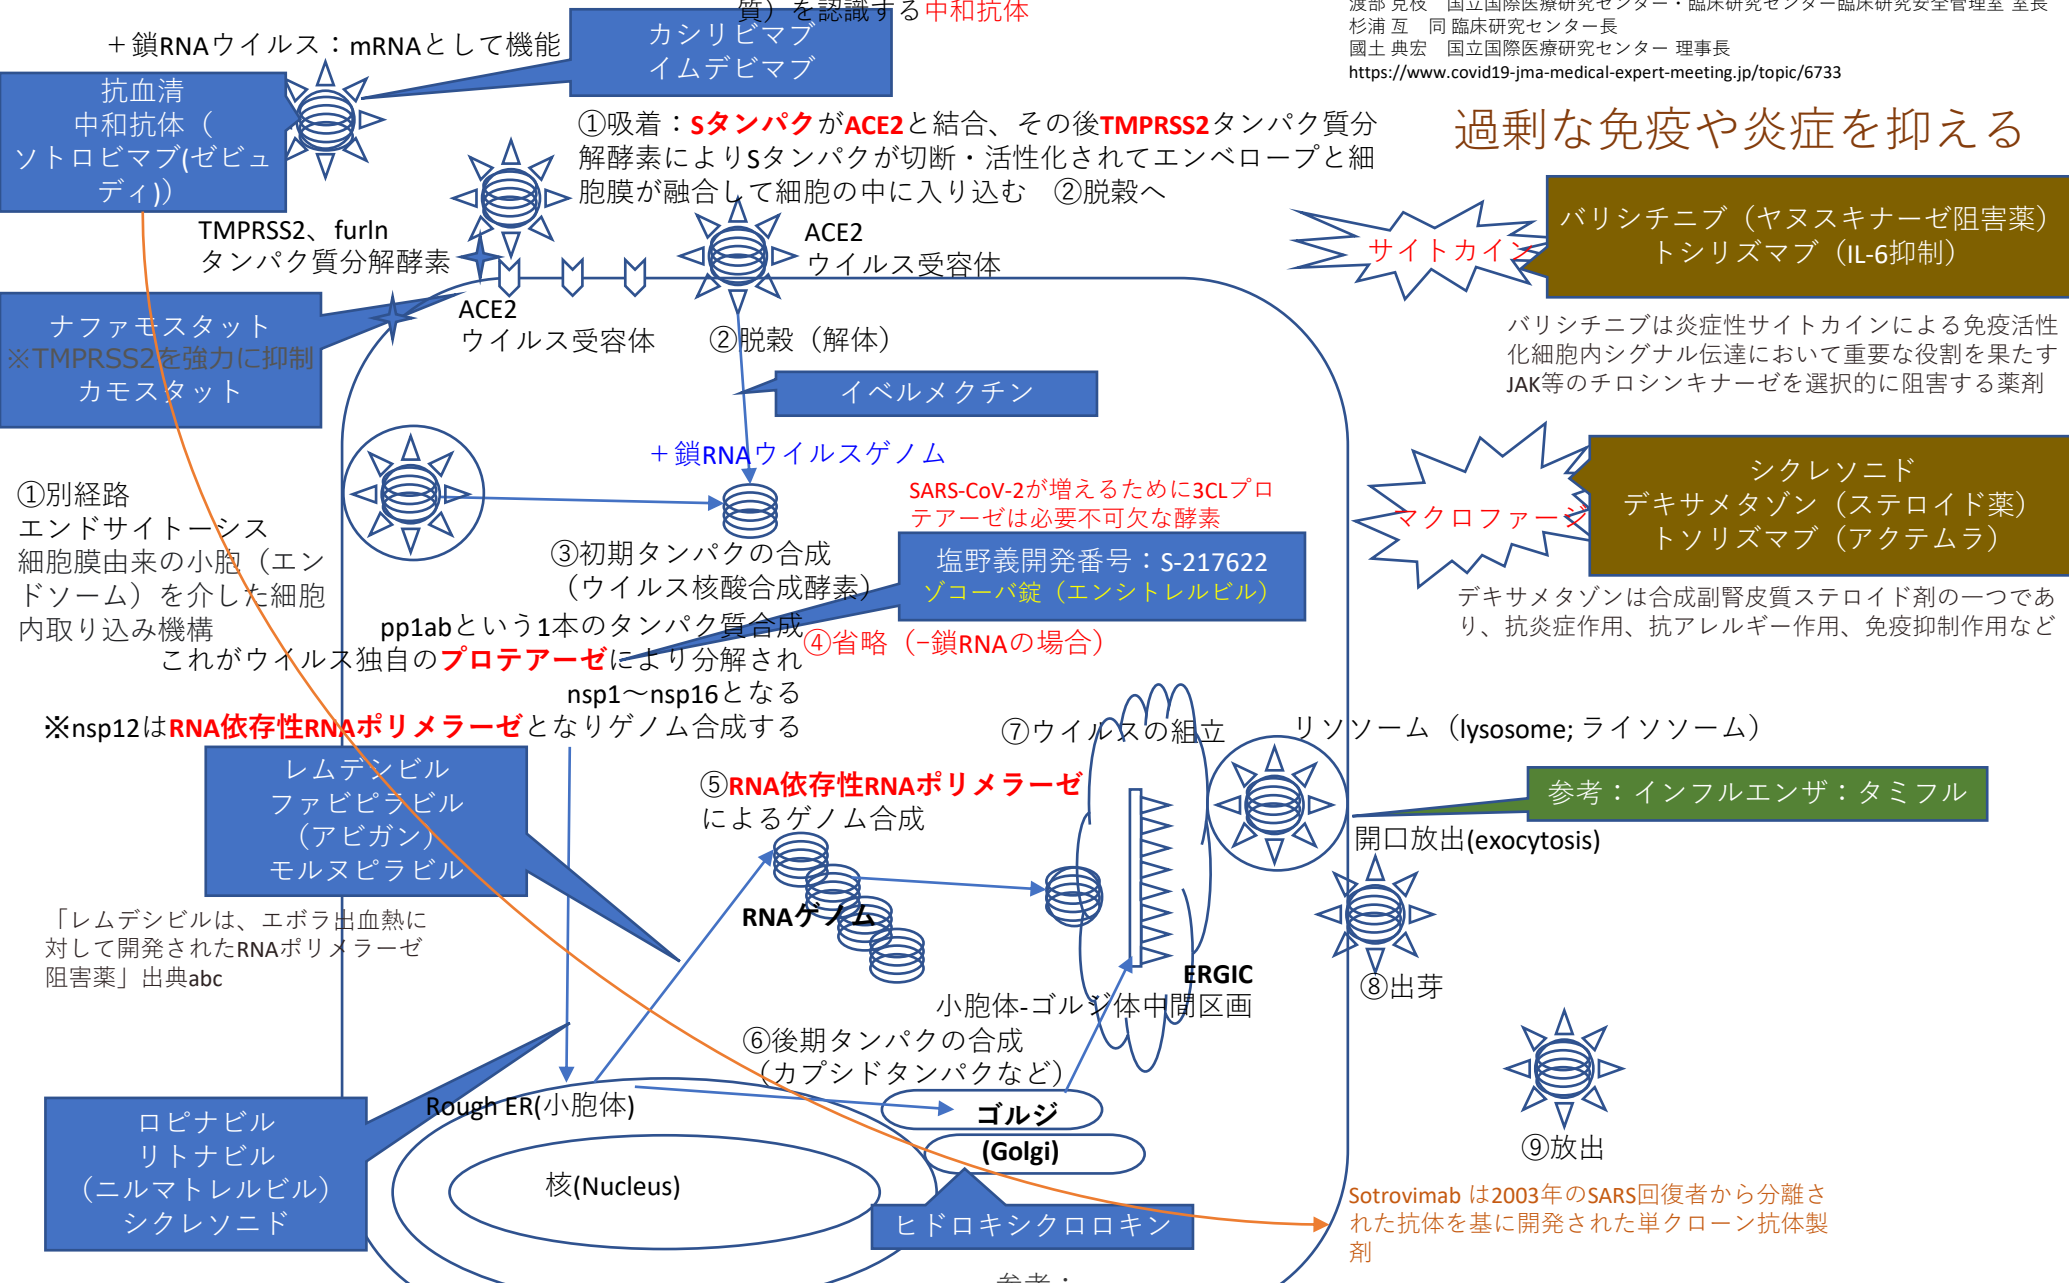 質）を認識する中和抗体
渡部 克枝　国立国際医療研究センター・臨床研究センター臨床研究安全管理室 室長
杉浦 亙　同 臨床研究センター長
國土 典宏　国立国際医療研究センター 理事長
https://www.covid19-jma-medical-expert-meeting.jp/topic/6733
＋鎖RNAウイルス：mRNAとして機能
カシリビマブ
イムデビマブ
抗血清
中和抗体（
ソトロビマブ(ゼビュ
ディ)）
①吸着：SタンパクがACE2と結合、その後TMPRSS2タンパク質分
解酵素によりSタンパクが切断・活性化されてエンベロープと細
胞膜が融合して細胞の中に入り込む　②脱穀へ
過剰な免疫や炎症を抑える
TMPRSS2、furln
タンパク質分解酵素
ACE2
ウイルス受容体
サイトカイン
バリシチニブ（ヤヌスキナーゼ阻害薬）
トシリズマブ（IL-6抑制）
ナファモスタット
※TMPRSS2を強力に抑制
カモスタット
ACE2
ウイルス受容体
②脱穀（解体）
バリシチニブは炎症性サイトカインによる免疫活性
化細胞内シグナル伝達において重要な役割を果たす
JAK等のチロシンキナーゼを選択的に阻害する薬剤
イベルメクチン
＋鎖RNAウイルスゲノム
①別経路
エンドサイトーシス
細胞膜由来の小胞（エン
ドソーム）を介した細胞
内取り込み機構
SARS-CoV-2が増えるために3CLプロ
テアーゼは必要不可欠な酵素
マクロファージ
シクレソニド
デキサメタゾン（ステロイド薬）
トソリズマブ（アクテムラ）
③初期タンパクの合成
（ウイルス核酸合成酵素）
塩野義開発番号：S-217622
ゾコーバ錠（エンシトレルビル）
デキサメタゾンは合成副腎皮質ステロイド剤の一つであ
り、抗炎症作用、抗アレルギー作用、免疫抑制作用など
pp1abという1本のタンパク質合成
これがウイルス独自のプロテアーゼにより分解され
nsp1～nsp16となる
※nsp12はRNA依存性RNAポリメラーゼとなりゲノム合成する
④省略（−鎖RNAの場合）
⑦ウイルスの組立
リソソーム（lysosome; ライソソーム）
レムデシビル
ファビピラビル
（アビガン）
モルヌピラビル
⑤RNA依存性RNAポリメラーゼ
によるゲノム合成
参考：インフルエンザ：タミフル
開口放出(exocytosis)
「レムデシビルは、エボラ出血熱に
対して開発されたRNAポリメラーゼ
阻害薬」出典abc
RNAゲノム
ERGIC
小胞体-ゴルジ体中間区画
⑧出芽
⑥後期タンパクの合成
（カプシドタンパクなど）
Rough ER(小胞体)
ゴルジ
(Golgi)
ロピナビル
リトナビル
（ニルマトレルビル）
シクレソニド
核(Nucleus)
⑨放出
ヒドロキシクロロキン
Sotrovimab は2003年のSARS回復者から分離さ
れた抗体を基に開発された単クローン抗体製
剤
参考：